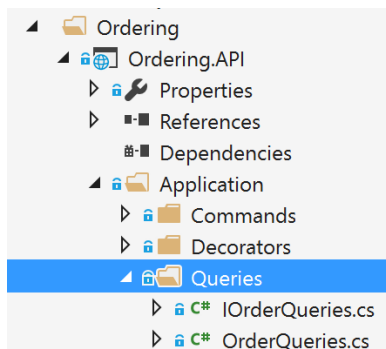 Ordering
Ordering.API
Properties
References
Dependencies
Application
Commands
Decorators
Queries
C# IOrderQueries.cs
C# OrderQueries.cs